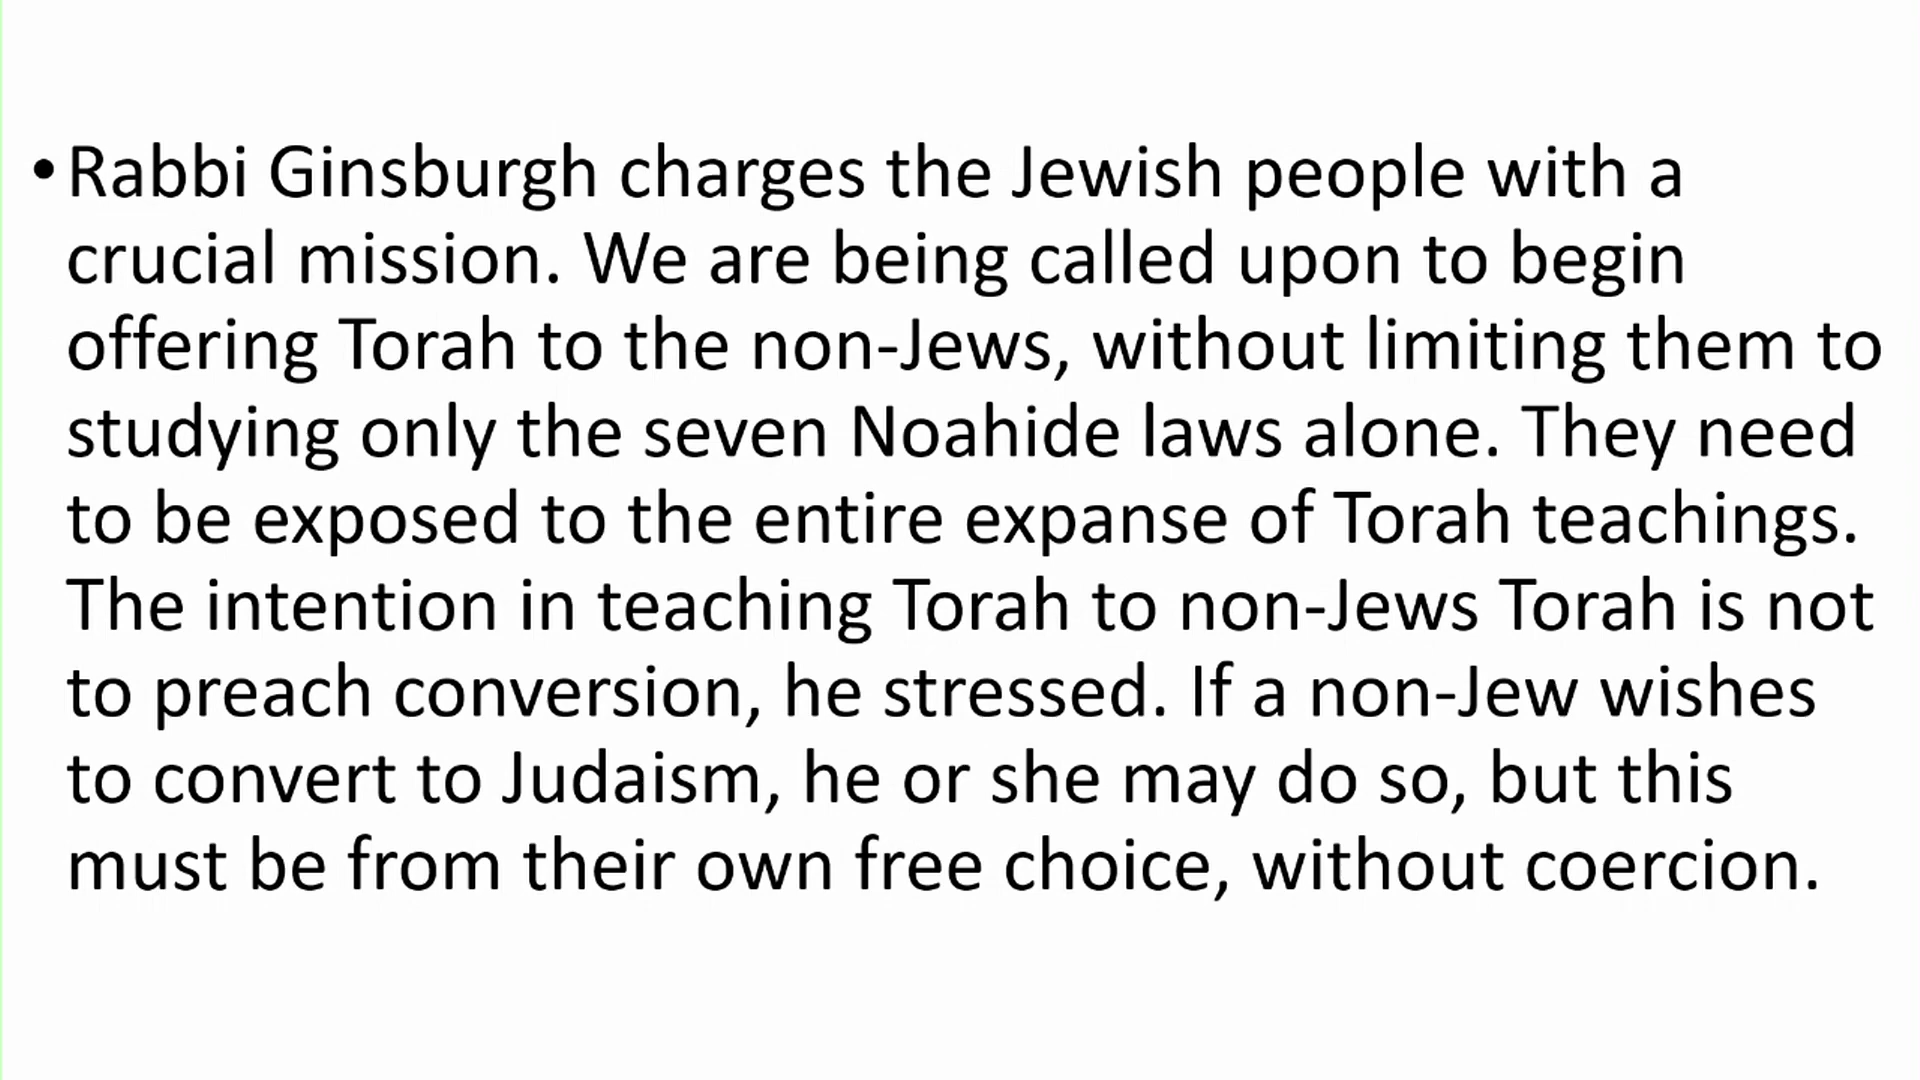 • Rabbi Ginsburgh charges the Jewish people with a
crucial mission. We are being called upon to begin
offering Torah to the non-Jews, without limiting them to
studying only the seven Noahide laws alone. They need
to be exposed to the entire expanse of Torah teachings.
The intention in teaching Torah to non-Jews Torah is not
to preach conversion, he stressed. If a non-Jew wishes
to convert to Judaism, he or she may do so, but this
must be from their own free choice, without coercion.